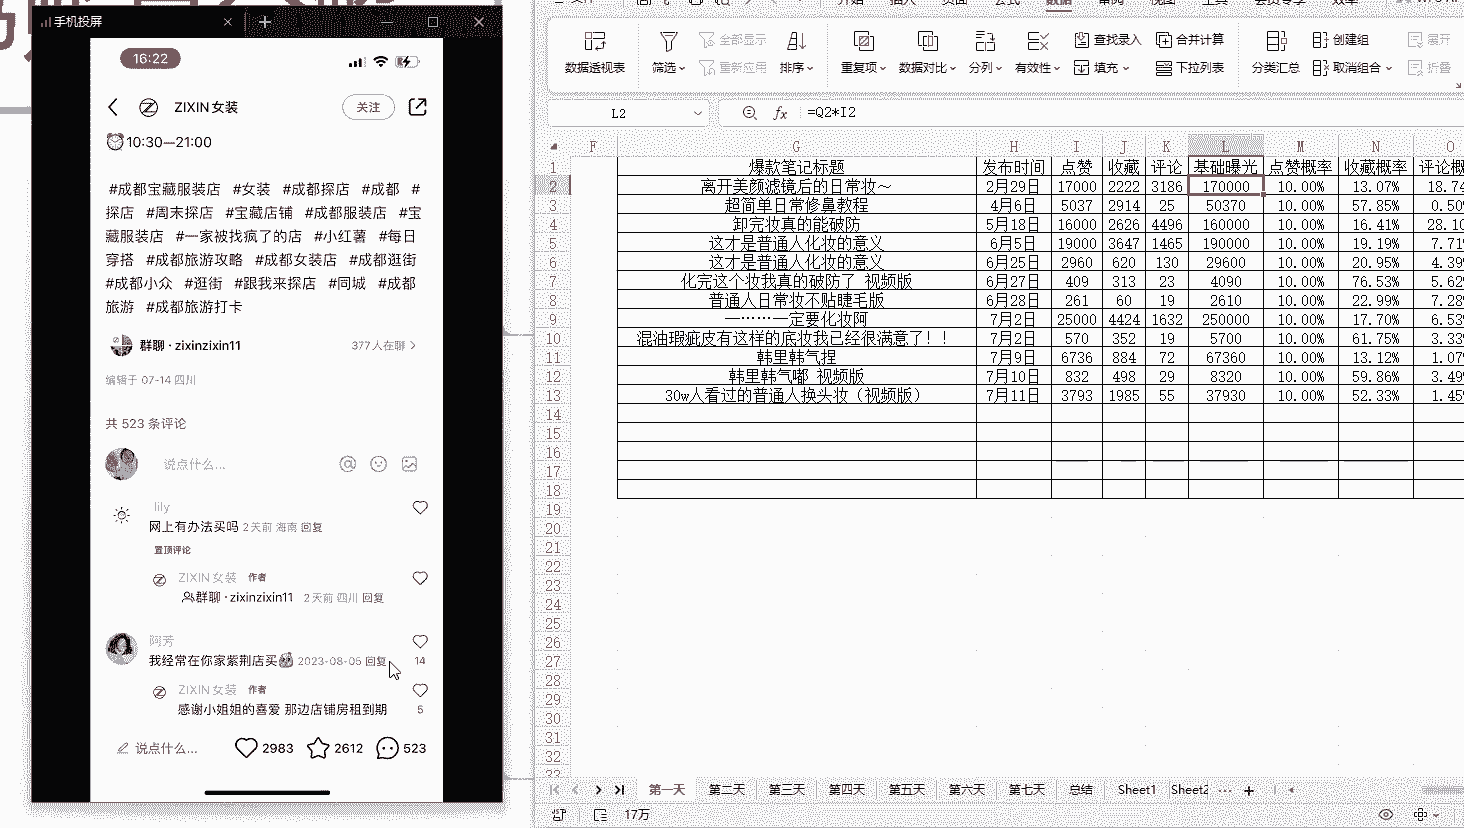 手机投屏
16:22
ZIXIN女装
关注
10:30—21:00
#成都宝藏服装店 #女装 #成都探店 #成都 #
探店 #周末探店 #宝藏店铺 #成都服装店 #宝
藏服装店 #一家被找疯了的店 #小红薯 #每日
穿搭 #成都旅游攻略 #成都女装店 #成都逛街
#成都小众 #逛街 #跟我来探店 #同城 #成都
旅游 #成都旅游打卡
群聊 · zixinzixin11 377人在聊
编辑于 07-14 四川
共 523 条评论
说点什么...
lily
网上有办法买吗 2天前 海南 回复
置顶评论
ZIXIN女装 作者
群聊 · zixinzixin11 2天前 四川 回复
阿芳
我经常在你家紫荆店买 2023-08-05 回复 14
ZIXIN女装 作者
感谢小姐姐的喜爱 那边店铺房租到期 5
说点什么... 2983 2612 523
全部显示 查找录入 合并计算 创建组 展开
数据透视表 筛选 重新应用 排序 重复项 数据对比 分列 有效性 填充 下拉列表 分类汇总 取消组合 折叠
L2 fx =Q2*I2
F G H I J K L M N O
1 爆款笔记标题 发布时间 点赞 收藏 评论 基础曝光 点赞概率 收藏概率 评论概
2 离开美颜滤镜后的日常妆～ 2月29日 17000 2222 3186 170000 10.00% 13.07% 18.74
3 超简单日常修鼻教程 4月6日 5037 2914 25 50370 10.00% 57.85% 0.50
4 卸完妆真的能破防 5月18日 16000 2626 4496 160000 10.00% 16.41% 28.10
5 这才是普通人化妆的意义 6月5日 19000 3647 1465 190000 10.00% 19.19% 7.71
6 这才是普通人化妆的意义 6月25日 2960 620 130 29600 10.00% 20.95% 4.39
7 化完这个妆我真的破防了 视频版 6月27日 409 313 23 4090 10.00% 76.53% 5.62
8 普通人日常妆不贴睫毛版 6月28日 261 60 19 2610 10.00% 22.99% 7.28
9 一……一定要化妆阿 7月2日 25000 4424 1632 250000 10.00% 17.70% 6.53
10 混油瑕疵皮有这样的底妆我已经很满意了！！ 7月2日 570 352 19 5700 10.00% 61.75% 3.33
11 韩里韩气捏 7月9日 6736 884 72 67360 10.00% 13.12% 1.07
12 韩里韩气嘟 视频版 7月10日 832 498 29 8320 10.00% 59.86% 3.49
13 30w人看过的普通人换头妆（视频版） 7月11日 3793 1985 55 37930 10.00% 52.33% 1.45
14
15
16
17
18
19
20
21
22
23
24
25
26
27
28
29
30
31
32
第一天 第二天 第三天 第四天 第五天 第六天 第七天 总结 Sheet1 Sheet2 ...
17万